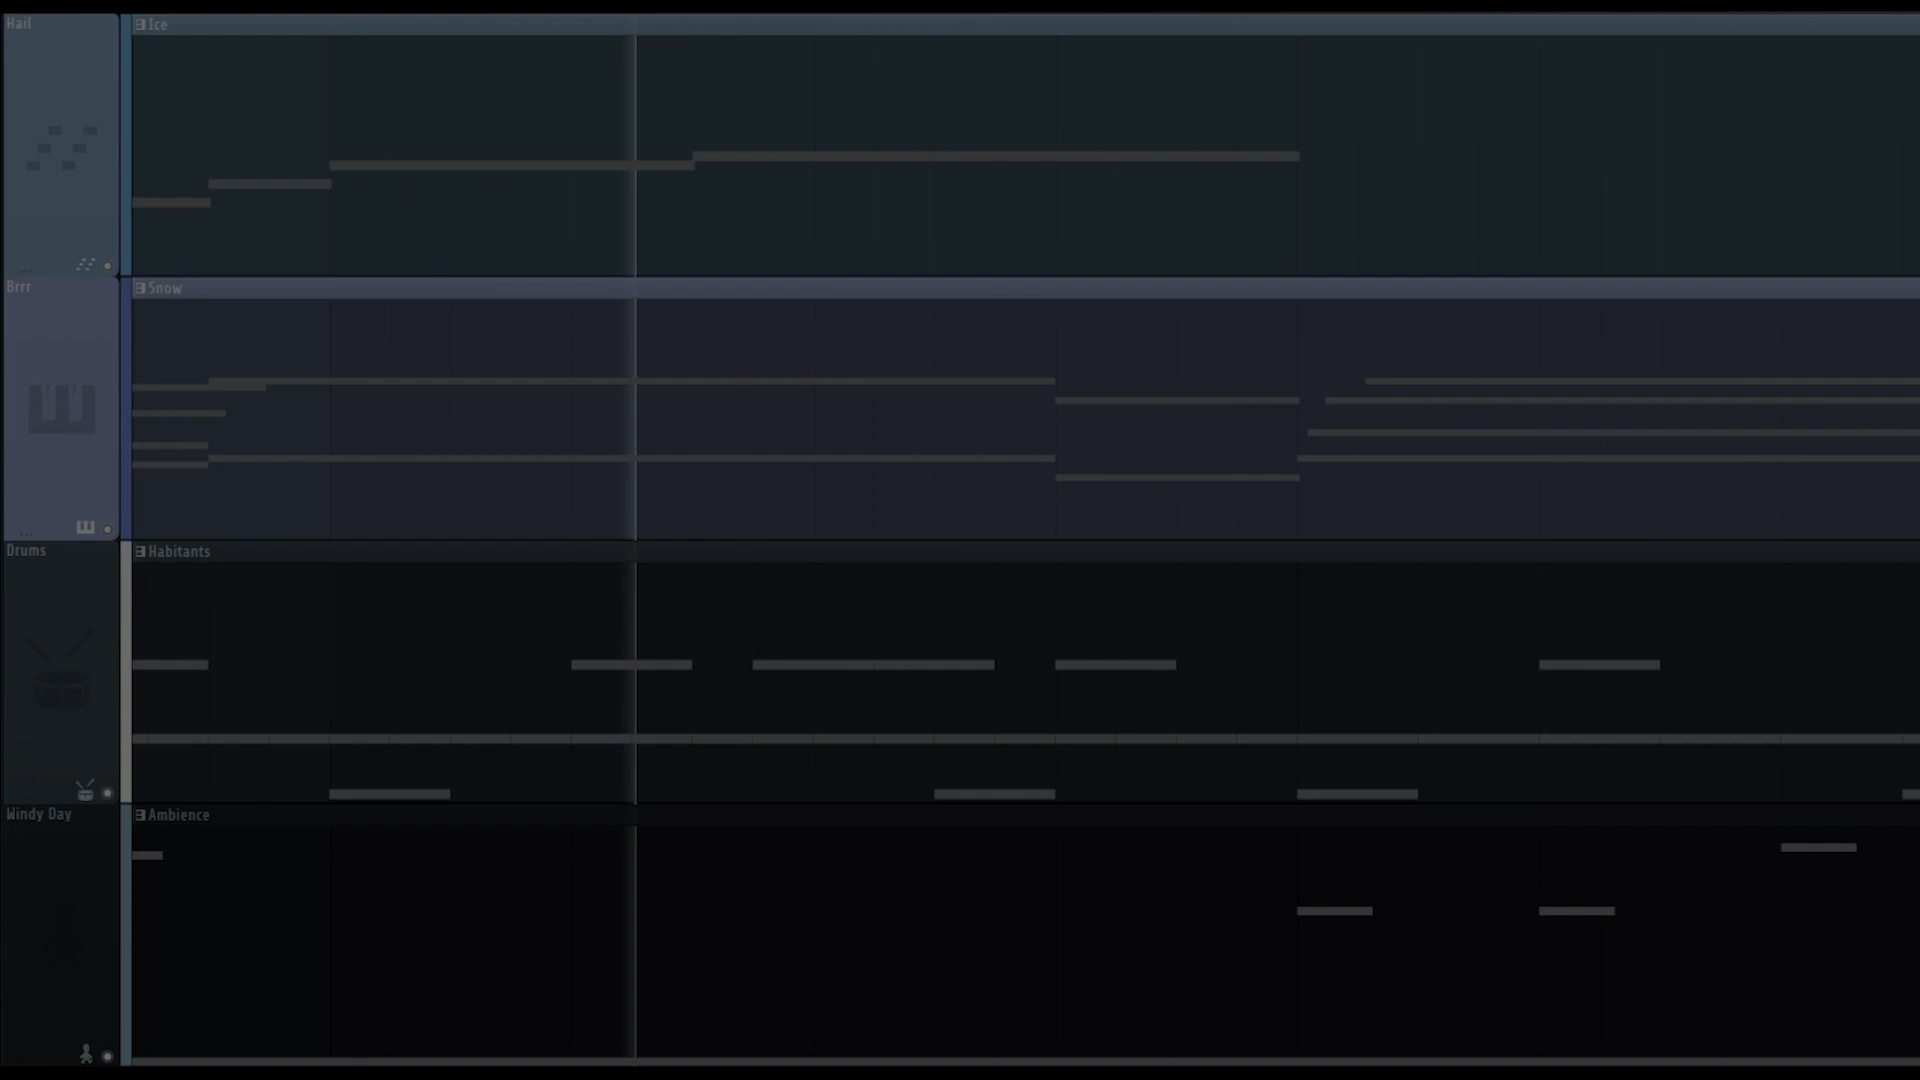 Hail
Ice
Brrr
Snow
Drums
Habitants
Windy Day
Ambience